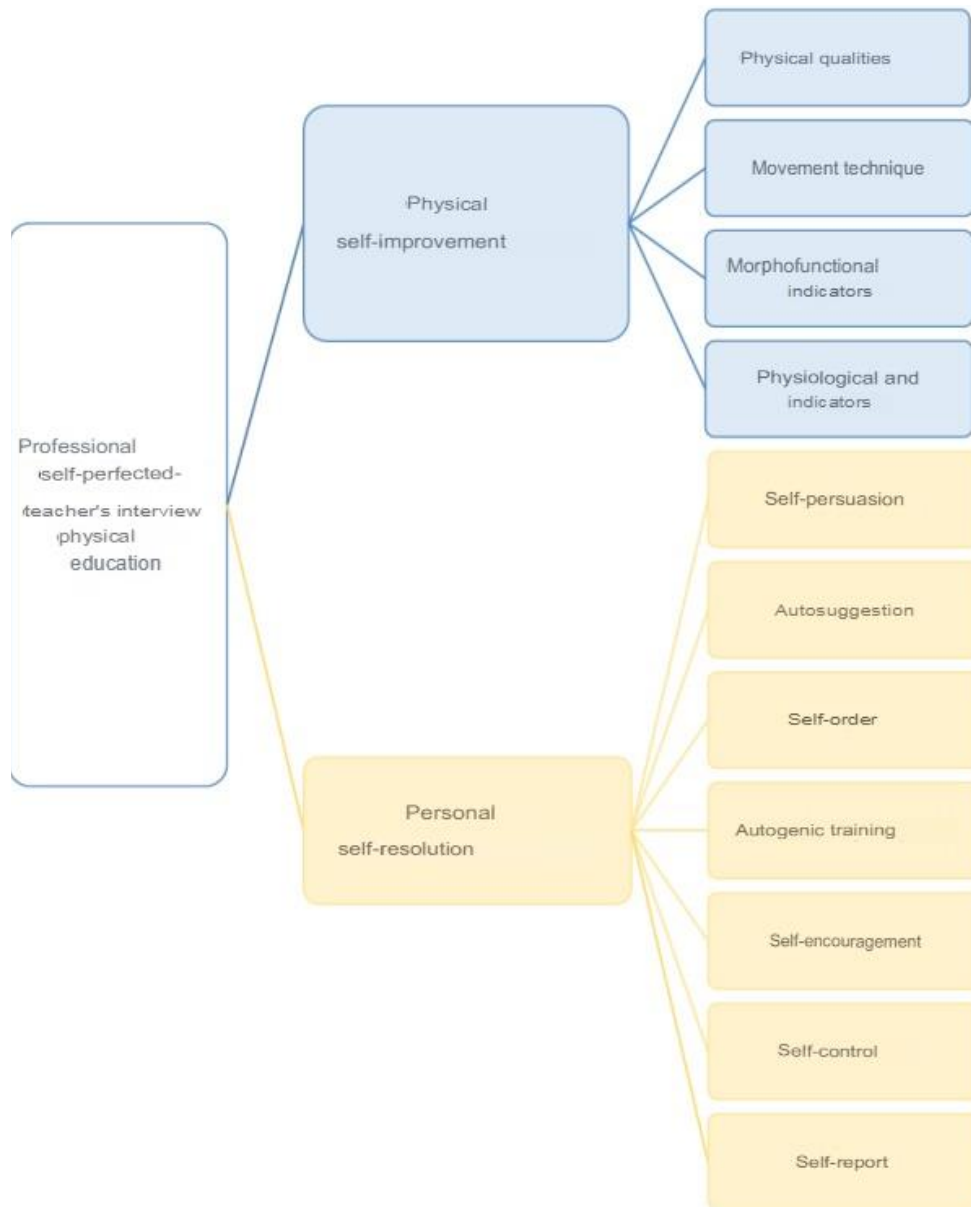 Physical qualities
Movement technique
Physical
self-improvement
Morphofunctional
indicators
Physiological and
indicators
Professional
self-perfected-
teacher's interview
physical
education
Self-persuasion
Autosuggestion
Self-order
Personal
self-resolution
Autogenic training
Self-encouragement
Self-control
Self-report